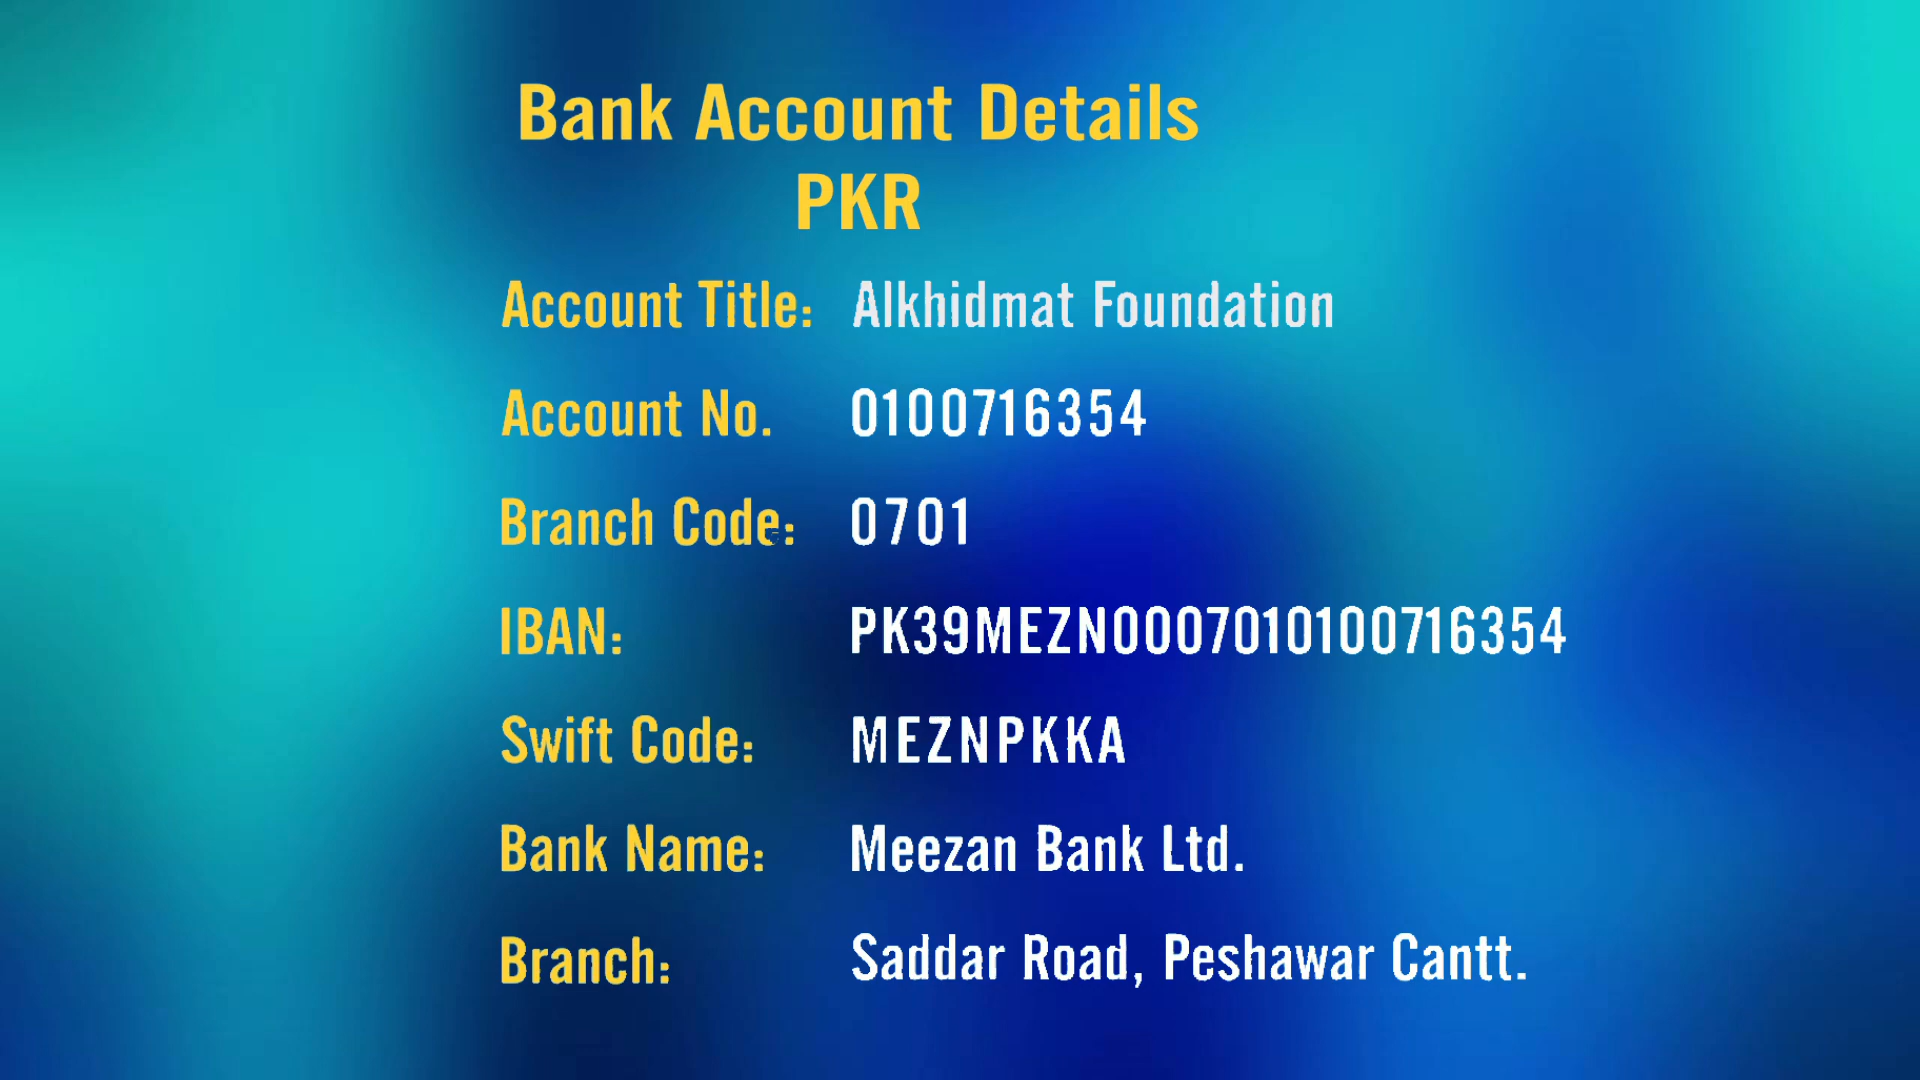 Bank Account Details
PKR
Account Title: Alkhidmat Foundation
Account No. 0100716354
Branch Code: 0701
IBAN: PK39MEZN0007010100716354
Swift Code: MEZNPKKA
Bank Name: Meezan Bank Ltd.
Branch: Saddar Road, Peshawar Cantt.